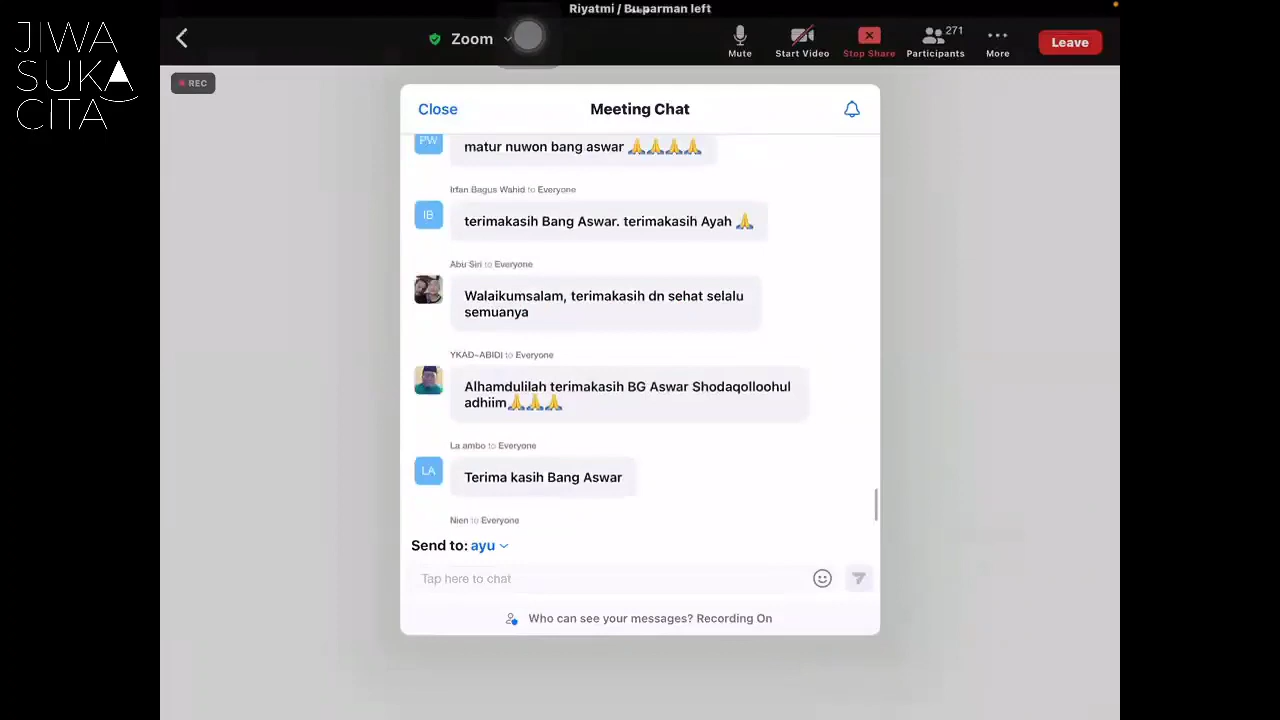 JIWA
SUKA
CITA
Riyatmi / Buparman left
Zoom
Mute
Start Video
Stop Share
271
Participants
More
Leave
REC
Close
Meeting Chat
PW
matur nuwon bang aswar 🙏🙏🙏🙏
Irfan Bagus Wahid to Everyone
IB
terimakasih Bang Aswar. terimakasih Ayah 🙏
Abu Siri to Everyone
Walaikumsalam, terimakasih dn sehat selalu
semuanya
YKAD~ABIDI to Everyone
Alhamdulilah terimakasih BG Aswar Shodaqolloohul
adhiim🙏🙏🙏
La ambo to Everyone
LA
Terima kasih Bang Aswar
Nien to Everyone
Send to: ayu
Tap here to chat
Who can see your messages? Recording On